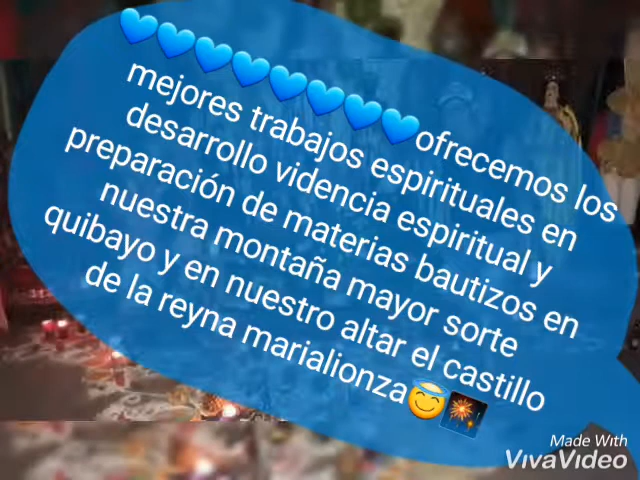 💙💙💙💙💙💙💙💙ofrecemos los
mejores trabajos espirituales en
desarrollo videncia espiritual y
preparación de materias bautizos en
nuestra montaña mayor sorte
quibayo y en nuestro altar el castillo
de la reyna marialionza😇🎇
Made With
VivaVideo